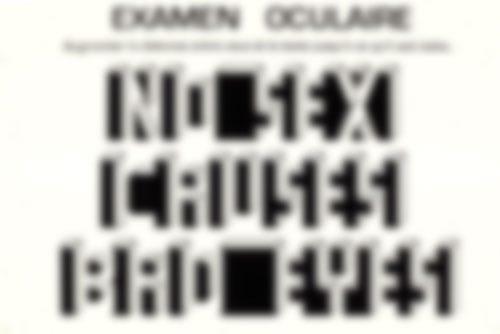 EXAMEN OCULAIRE
NO SEX
CAUSES
BAD EYES